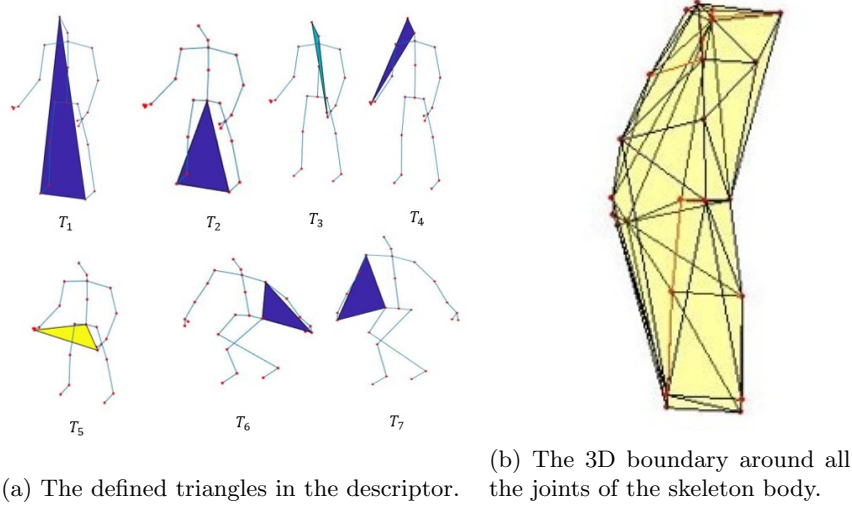 T1
T2
T3
T4
T5
T6
T7
(a) The defined triangles in the descriptor.
(b) The 3D boundary around all
the joints of the skeleton body.